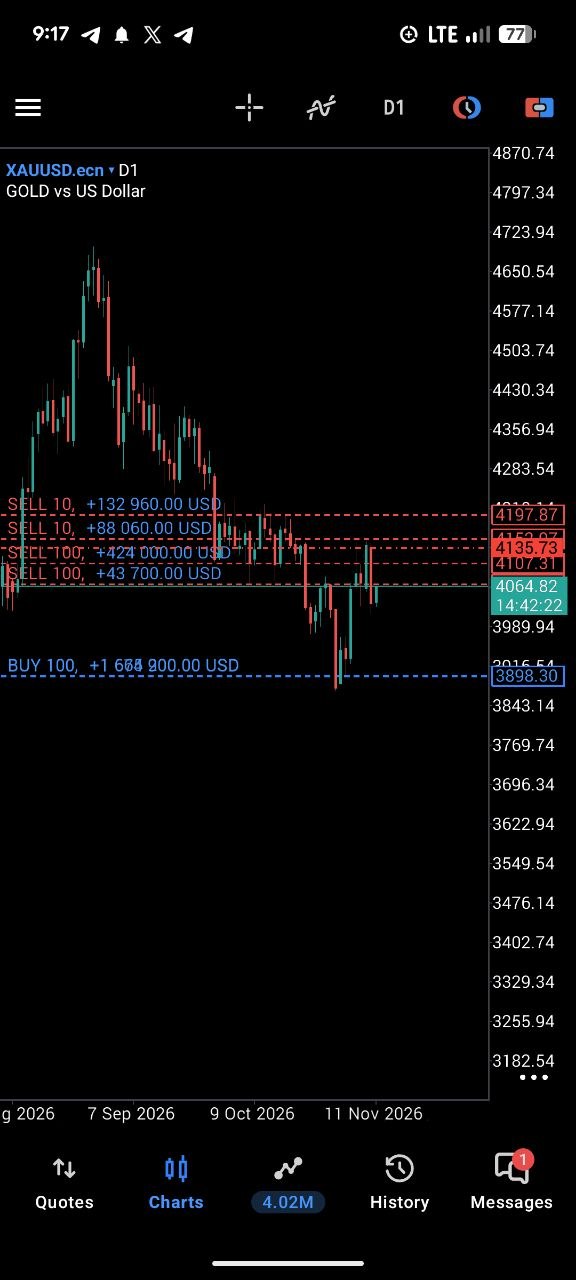 9:17
LTE 77
D1
XAUUSD.ecn D1
GOLD vs US Dollar
4870.74
4797.34
4723.94
4650.54
4577.14
4503.74
4430.34
4356.94
4283.54
SELL 10, +132 960.00 USD
4197.87
SELL 10, +88 060.00 USD
4135.73
SELL 100, +424 000.00 USD
4107.31
SELL 100, +43 700.00 USD
4064.82
14:42:22
3989.94
BUY 100, 200.00 USD
3898.30
3843.14
3769.74
3696.34
3622.94
3549.54
3476.14
3402.74
3329.34
3255.94
3182.54
g 2026
7 Sep 2026
9 Oct 2026
11 Nov 2026
1
Quotes
Charts
4.02M
History
Messages